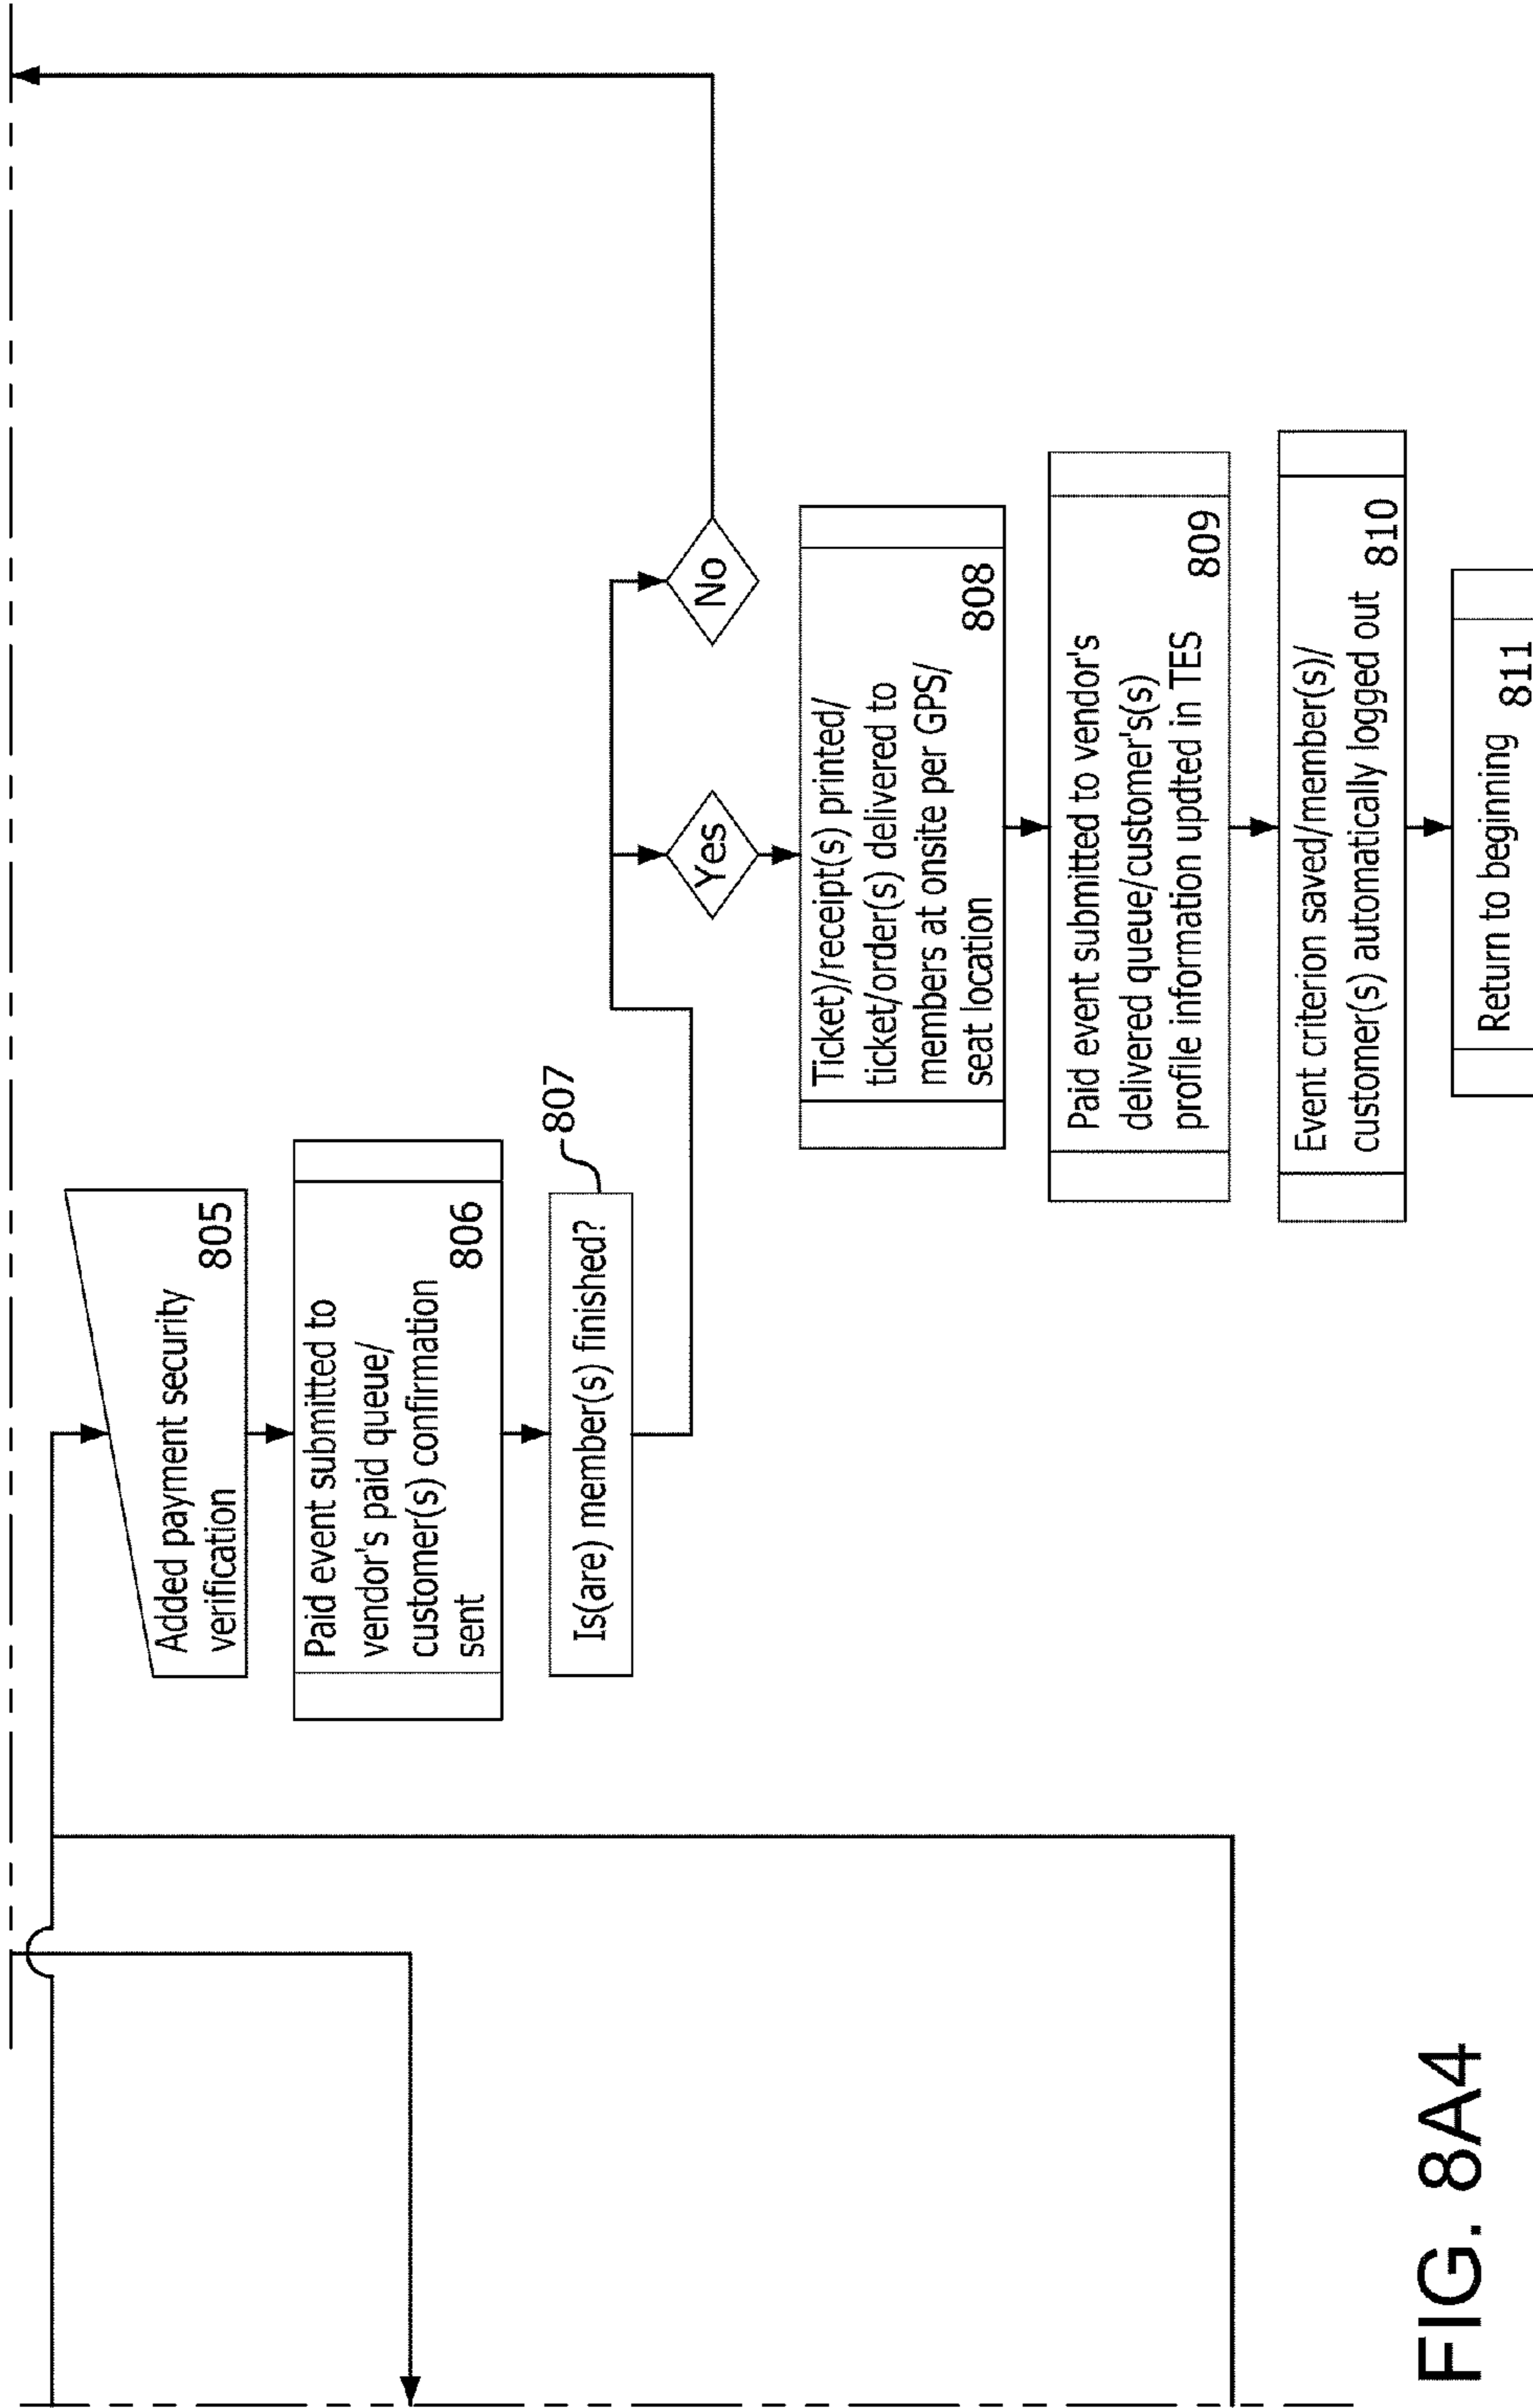 Added payment security
verification
805
Paid event submitted to
vendor's paid queue/
customer(s) confirmation
sent
806
Is(are) member(s) finished?
807
Yes
No
Ticket)/receipt(s) printed/
ticket/order(s) delivered to
members at onsite per GPS/
seat location
808
Paid event submitted to vendor's
delivered queue/customer's(s)
profile information updted in TES
809
Event criterion saved/member(s)/
customer(s) automatically logged out
810
Return to beginning
811
FIG. 8A4